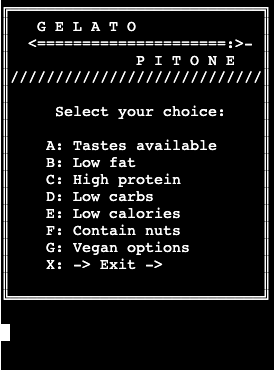 G E L A T O
<=====================:>~
P I T O N E
////////////////////////////
Select your choice:
A: Tastes available
B: Low fat
C: High protein
D: Low carbs
E: Low calories
F: Contain nuts
G: Vegan options
X: -> Exit ->